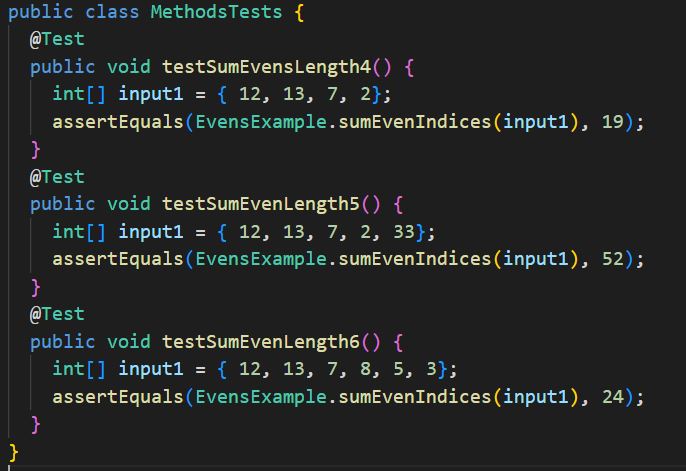 public class MethodsTests {
  @Test
  public void testSumEvensLength4() {
    int[] input1 = { 12, 13, 7, 2};
    assertEquals(EvensExample.sumEvenIndices(input1), 19);
  }
  @Test
  public void testSumEvenLength5() {
    int[] input1 = { 12, 13, 7, 2, 33};
    assertEquals(EvensExample.sumEvenIndices(input1), 52);
  }
  @Test
  public void testSumEvenLength6() {
    int[] input1 = { 12, 13, 7, 8, 5, 3};
    assertEquals(EvensExample.sumEvenIndices(input1), 24);
  }
}